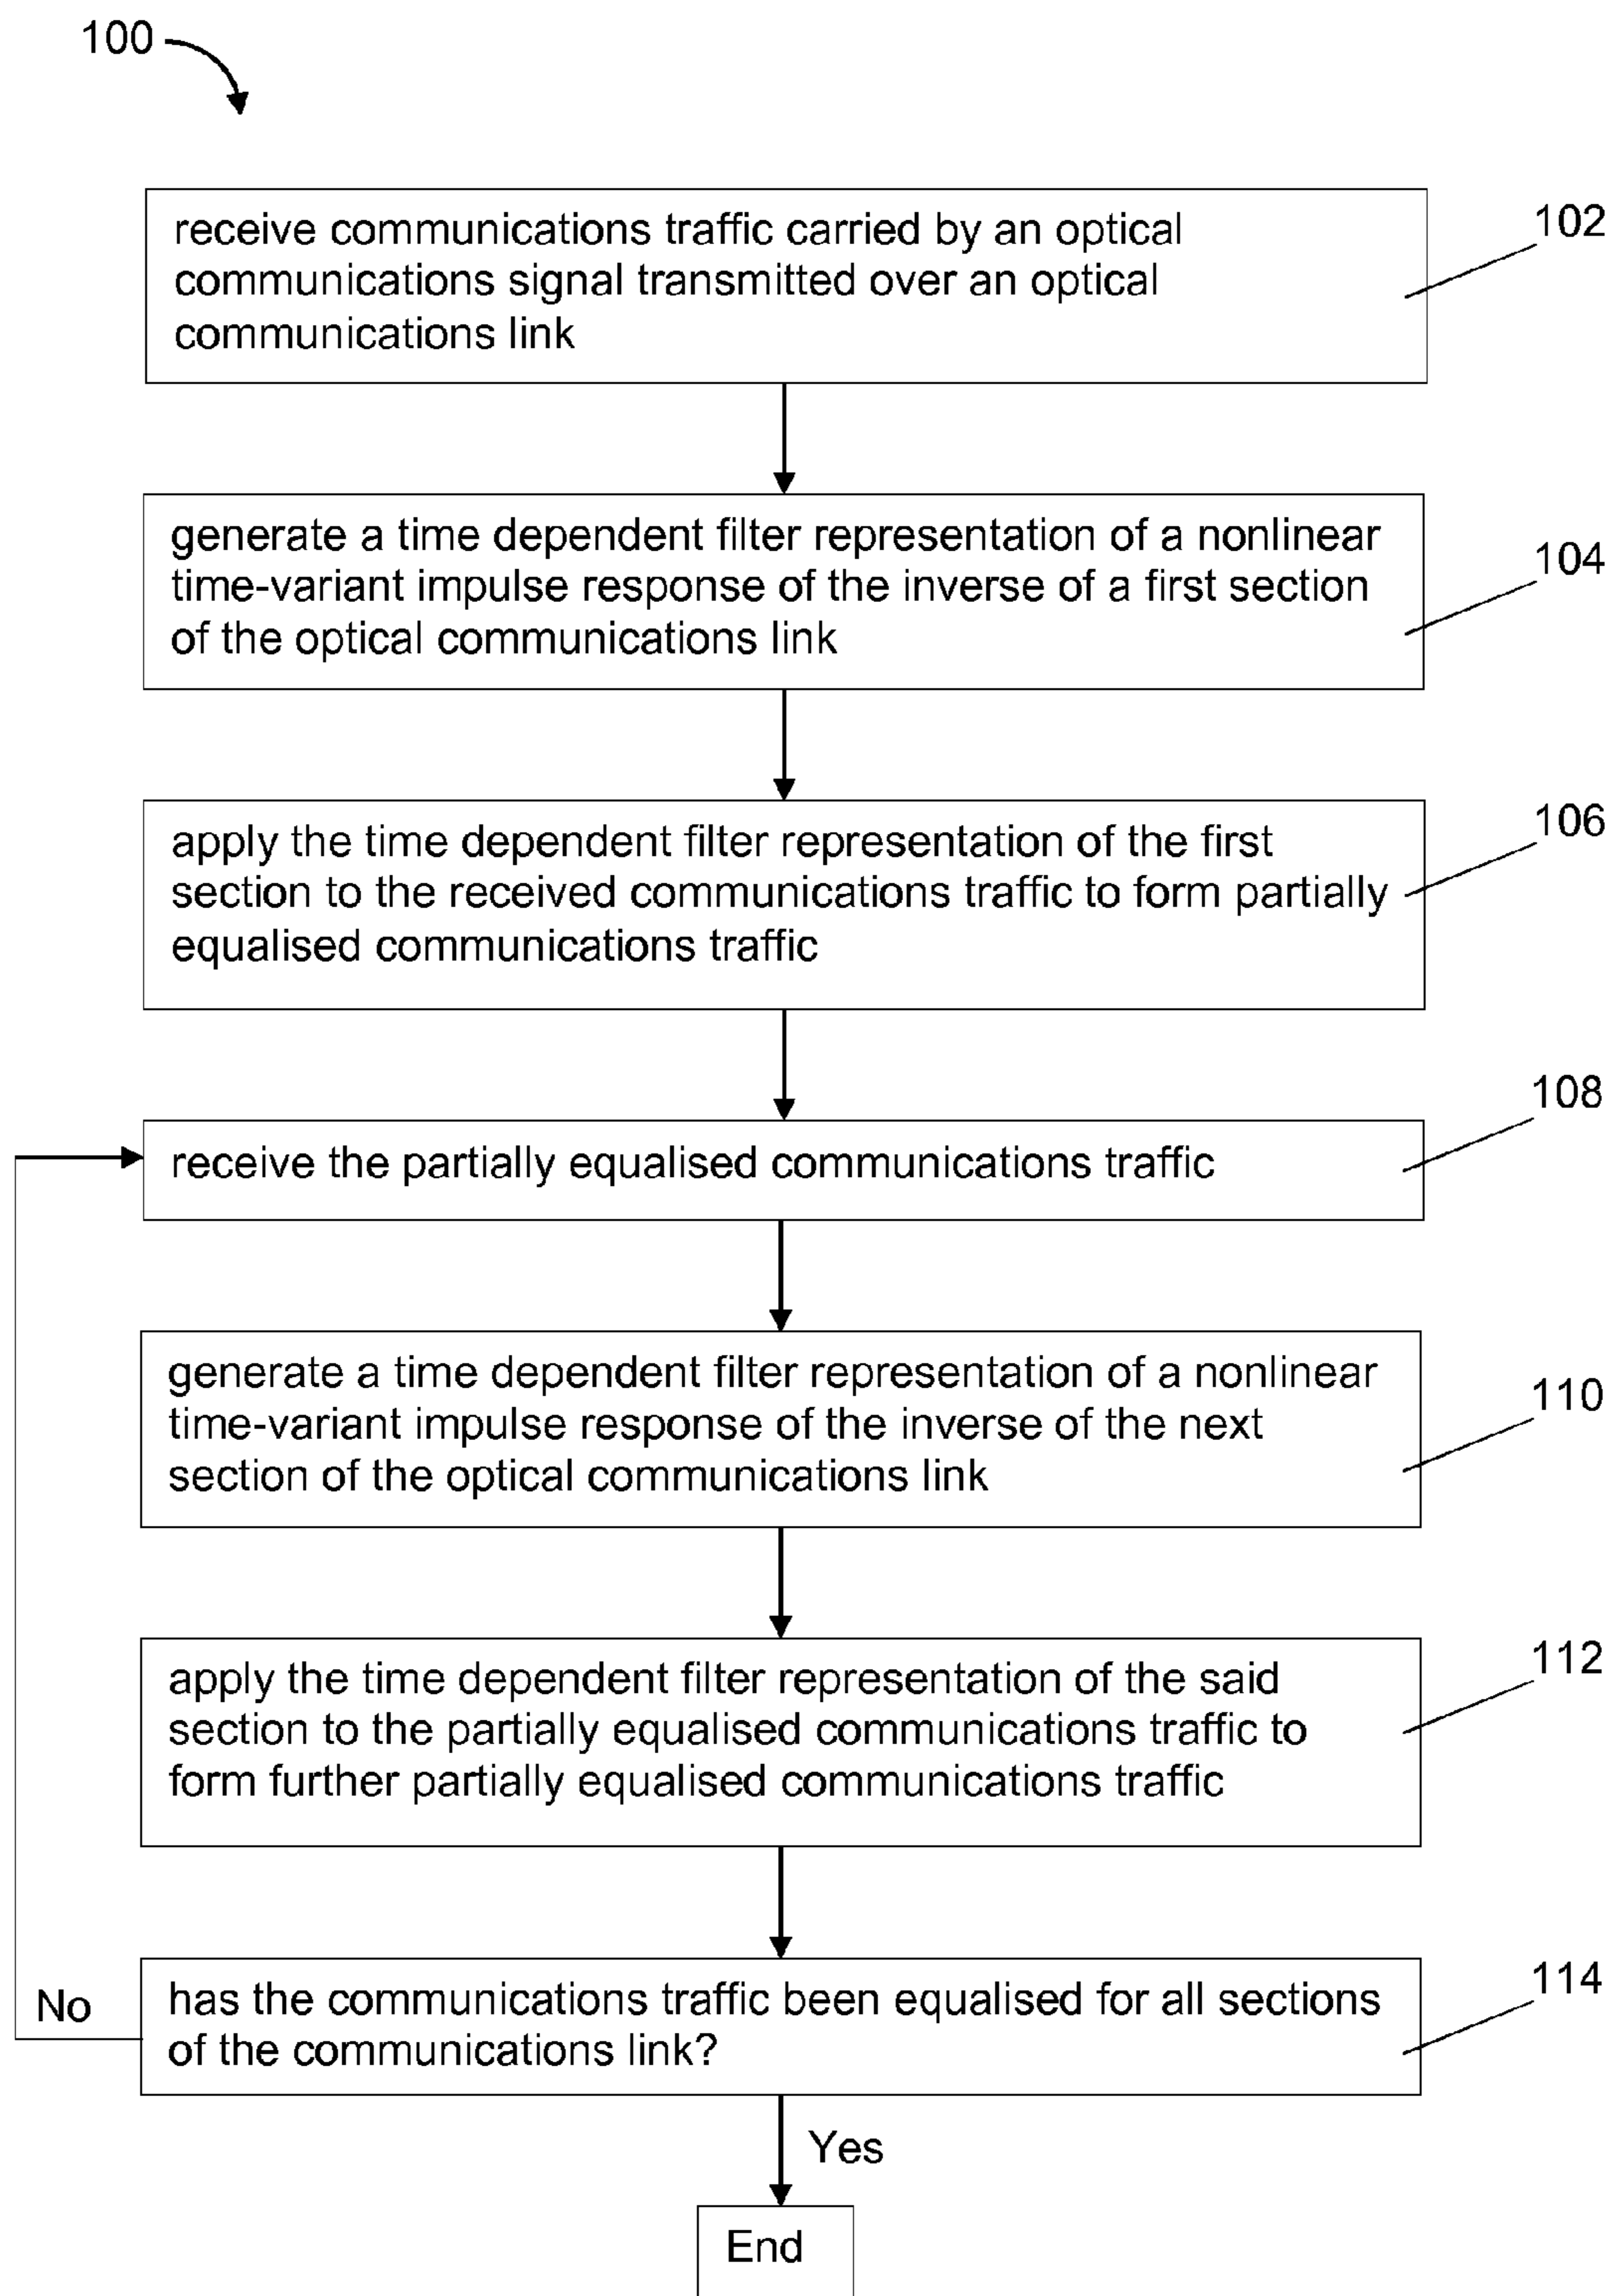 100
receive communications traffic carried by an optical
communications signal transmitted over an optical
communications link
102
generate a time dependent filter representation of a nonlinear
time-variant impulse response of the inverse of a first section
of the optical communications link
104
apply the time dependent filter representation of the first
section to the received communications traffic to form partially
equalised communications traffic
106
receive the partially equalised communications traffic
108
generate a time dependent filter representation of a nonlinear
time-variant impulse response of the inverse of the next
section of the optical communications link
110
apply the time dependent filter representation of the said
section to the partially equalised communications traffic to
form further partially equalised communications traffic
112
has the communications traffic been equalised for all sections
of the communications link?
114
No
Yes
End